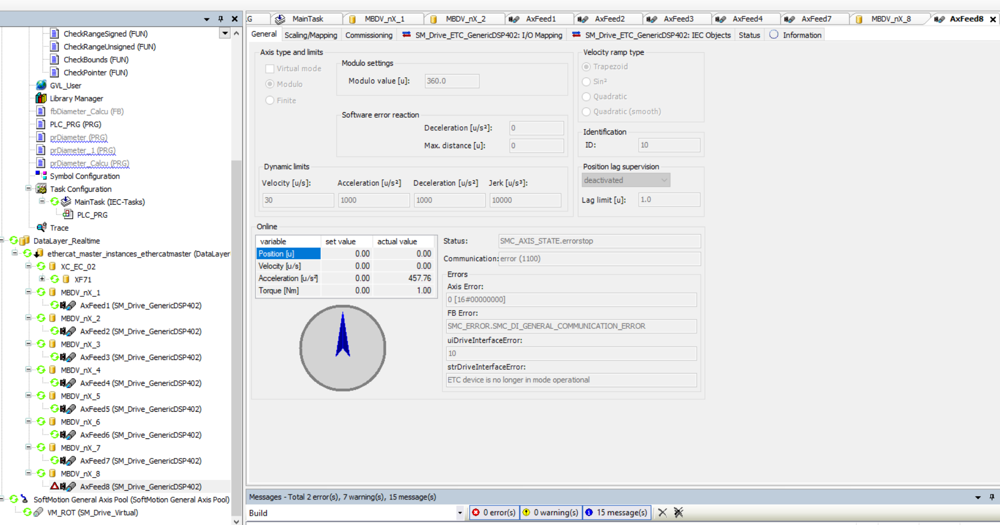 .G
MainTask
MBDV_nX_1
MBDV_nX_2
AxFeed1
AxFeed2
AxFeed3
AxFeed4
AxFeed7
MBDV_nX_8
AxFeed8
General
Scaling/Mapping
Commissioning
SM_Drive_ETC_GenericDSP402: I/O Mapping
SM_Drive_ETC_GenericDSP402: IEC Objects
Status
Information
CheckRangeSigned (FUN)
CheckRangeUnsigned (FUN)
CheckBounds (FUN)
CheckPointer (FUN)
GVL_User
Library Manager
fbDiameter_Calcu (FB)
PLC_PRG (PRG)
prDiameter (PRG)
prDiameter_1 (PRG)
prDiameter_Calcu (PRG)
Symbol Configuration
Task Configuration
MainTask (IEC-Tasks)
PLC_PRG
Trace
DataLayer_Realtime
ethercat_master_instances_ethercatmaster (DataLayer
XC_EC_02
XF71
MBDV_nX_1
AxFeed1 (SM_Drive_GenericDSP402)
MBDV_nX_2
AxFeed2 (SM_Drive_GenericDSP402)
MBDV_nX_3
AxFeed3 (SM_Drive_GenericDSP402)
MBDV_nX_4
AxFeed4 (SM_Drive_GenericDSP402)
MBDV_nX_5
AxFeed5 (SM_Drive_GenericDSP402)
MBDV_nX_6
AxFeed6 (SM_Drive_GenericDSP402)
MBDV_nX_7
AxFeed7 (SM_Drive_GenericDSP402)
MBDV_nX_8
AxFeed8 (SM_Drive_GenericDSP402)
SoftMotion General Axis Pool (SoftMotion General Axis Pool)
VM_ROT (SM_Drive_Virtual)
Axis type and limits
Virtual mode
Modulo
Finite
Modulo settings
Modulo value [u]: 360.0
Software error reaction
Deceleration [u/s²]: 0
Max. distance [u]: 0
Dynamic limits
Velocity [u/s]: Acceleration [u/s²] Deceleration [u/s²] Jerk [u/s³]:
30 1000 1000 10000
Velocity ramp type
Trapezoid
Sin²
Quadratic
Quadratic (smooth)
Identification
ID: 10
Position lag supervision
deactivated
Lag limit [u]: 1.0
Online
variable set value actual value
Position [u] 0.00 0.00
Velocity [u/s] 0.00 0.00
Acceleration [u/s²] 0.00 457.76
Torque [Nm] 0.00 1.00
Status: SMC_AXIS_STATE.errorstop
Communication: error (1100)
Errors
Axis Error:
0 [16#00000000]
FB Error:
SMC_ERROR.SMC_DI_GENERAL_COMMUNICATION_ERROR
uiDriveInterfaceError:
10
strDriveInterfaceError:
ETC device is no longer in mode operational
Messages - Total 2 error(s), 7 warning(s), 15 message(s)
Build
0 error(s)
0 warning(s)
15 message(s)